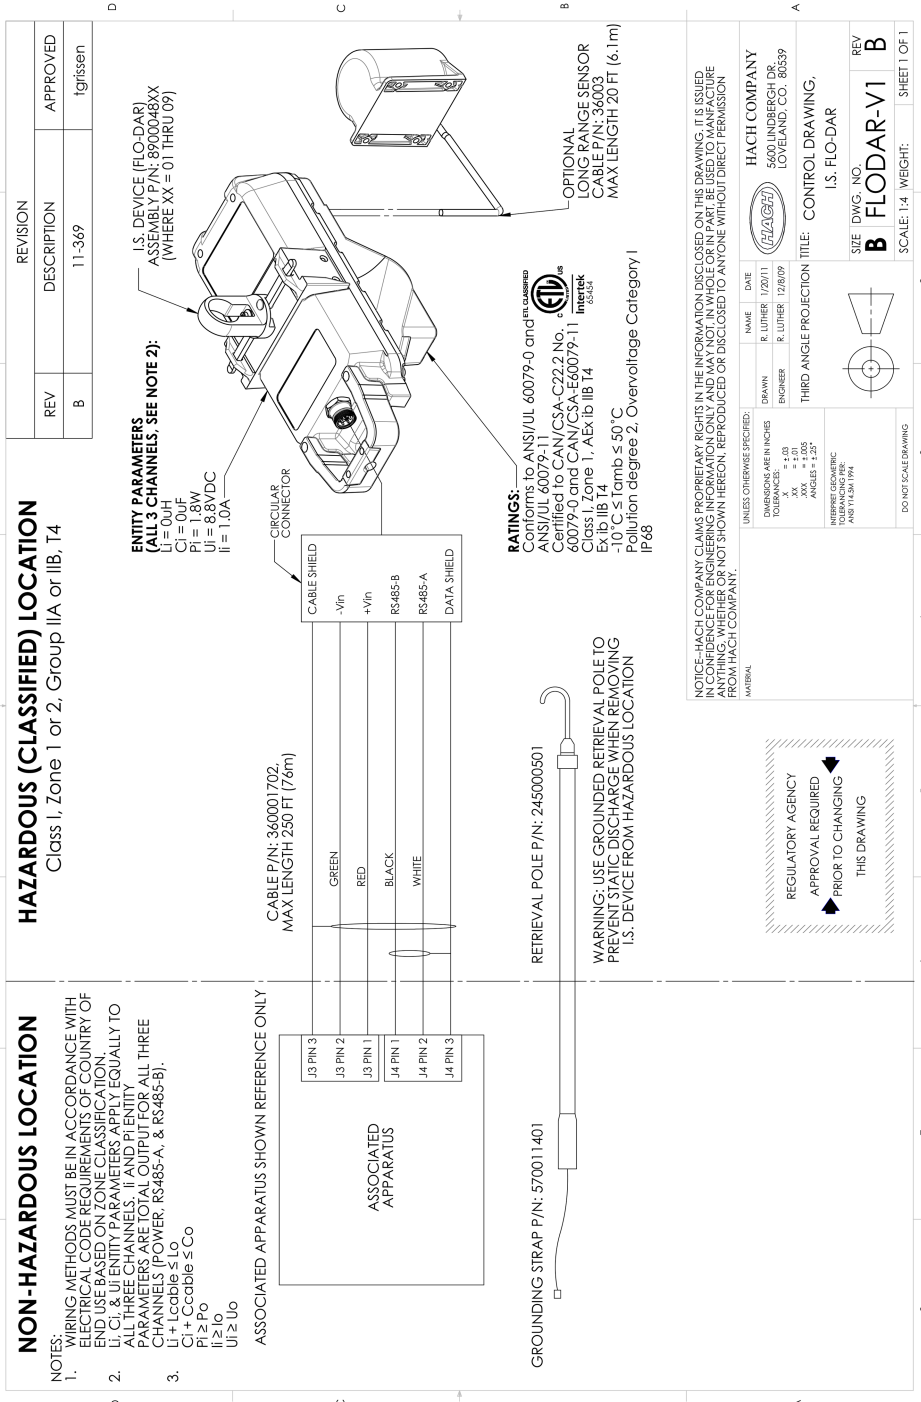 NON-HAZARDOUS LOCATION
NOTES:
1. WIRING METHODS MUST BE IN ACCORDANCE WITH
ELECTRICAL CODE REQUIREMENTS OF COUNTRY OF
END USE BASED ON ZONE CLASSIFICATION.
2. Li, Ci, & Ui ENTITY PARAMETERS APPLY EQUALLY TO
ALL THREE CHANNELS. Ii AND Pi ENTITY
PARAMETERS ARE TOTAL OUTPUT FOR ALL THREE
CHANNELS (POWER, RS485-A, & RS485-B).
3. Li + Lcable ≤ Lo
Ci + Ccable ≤ Co
Pi ≥ Po
Ii ≥ Io
Ui ≥ Uo
ASSOCIATED APPARATUS SHOWN REFERENCE ONLY
ASSOCIATED
APPARATUS
J3 PIN 3
J3 PIN 2
J3 PIN 1
J4 PIN 1
J4 PIN 2
J4 PIN 3
GROUNDING STRAP P/N: 570011401
HAZARDOUS (CLASSIFIED) LOCATION
Class I, Zone 1 or 2, Group IIA or IIB, T4
CABLE P/N: 360001702,
MAX LENGTH 250 FT (76m)
GREEN
RED
BLACK
WHITE
CIRCULAR
CONNECTOR
CABLE SHIELD
-Vin
+Vin
RS485-B
RS485-A
DATA SHIELD
RETRIEVAL POLE P/N: 245000501
WARNING: USE GROUNDED RETRIEVAL POLE TO
PREVENT STATIC DISCHARGE WHEN REMOVING
I.S. DEVICE FROM HAZARDOUS LOCATION
ENTITY PARAMETERS
(ALL 3 CHANNELS, SEE NOTE 2):
Li = 0uH
Ci = 0uF
Pi = 1.8W
Ui = 8.8VDC
Ii = 1.0A
I.S. DEVICE (FLO-DAR)
ASSEMBLY P/N: 8900048XX
(WHERE XX = 01 THRU 09)
OPTIONAL
LONG RANGE SENSOR
CABLE P/N: 36003
MAX LENGTH 20 FT (6.1m)
RATINGS:
Conforms to ANSI/UL 60079-0 and
ANSI/UL 60079-11
Certified to CAN/CSA-C22.2 No.
60079-0 and CAN/CSA-E60079-11
Class I, Zone 1, AEx ib IIB T4
Ex ib IIB T4
-10°C ≤ Tamb ≤ 50°C
Pollution degree 2, Overvoltage Category I
IP68
ETL CLASSIFIED
C US
Intertek
65454
REVISION
REV DESCRIPTION APPROVED
B 11-369 tgrissen
D
C
B
A
REGULATORY AGENCY
APPROVAL REQUIRED
PRIOR TO CHANGING
THIS DRAWING
NOTICE--HACH COMPANY CLAIMS PROPRIETARY RIGHTS IN THE INFORMATION DISCLOSED ON THIS DRAWING. IT IS ISSUED
IN CONFIDENCE FOR ENGINEERING INFORMATION ONLY AND MAY NOT, IN WHOLE OR IN PART, BE USED TO MANFACTURE
ANYTHING, WHETHER OR NOT SHOWN HEREON, REPRODUCED OR DISCLOSED TO ANYONE WITHOUT DIRECT PERMISSION
FROM HACH COMPANY.
MATERIAL
UNLESS OTHERWISE SPECIFIED:
DIMENSIONS ARE IN INCHES
TOLERANCES:
.X = ±.03
.XX = ±.01
.XXX = ±.005
ANGLES = ±.25°
INTERPRET GEOMETRIC
TOLERANCING PER:
ANSI Y14.5M 1994
DO NOT SCALE DRAWING
NAME DATE
DRAWN R. LUTHER 1/20/11
ENGINEER R. LUTHER 12/8/09
THIRD ANGLE PROJECTION
HACH
HACH COMPANY
5600 LINDBERGH DR.
LOVELAND, CO. 80539
TITLE: CONTROL DRAWING,
I.S. FLO-DAR
SIZE DWG. NO. REV
B FLODAR-V1 B
SCALE: 1:4 WEIGHT: SHEET 1 OF 1